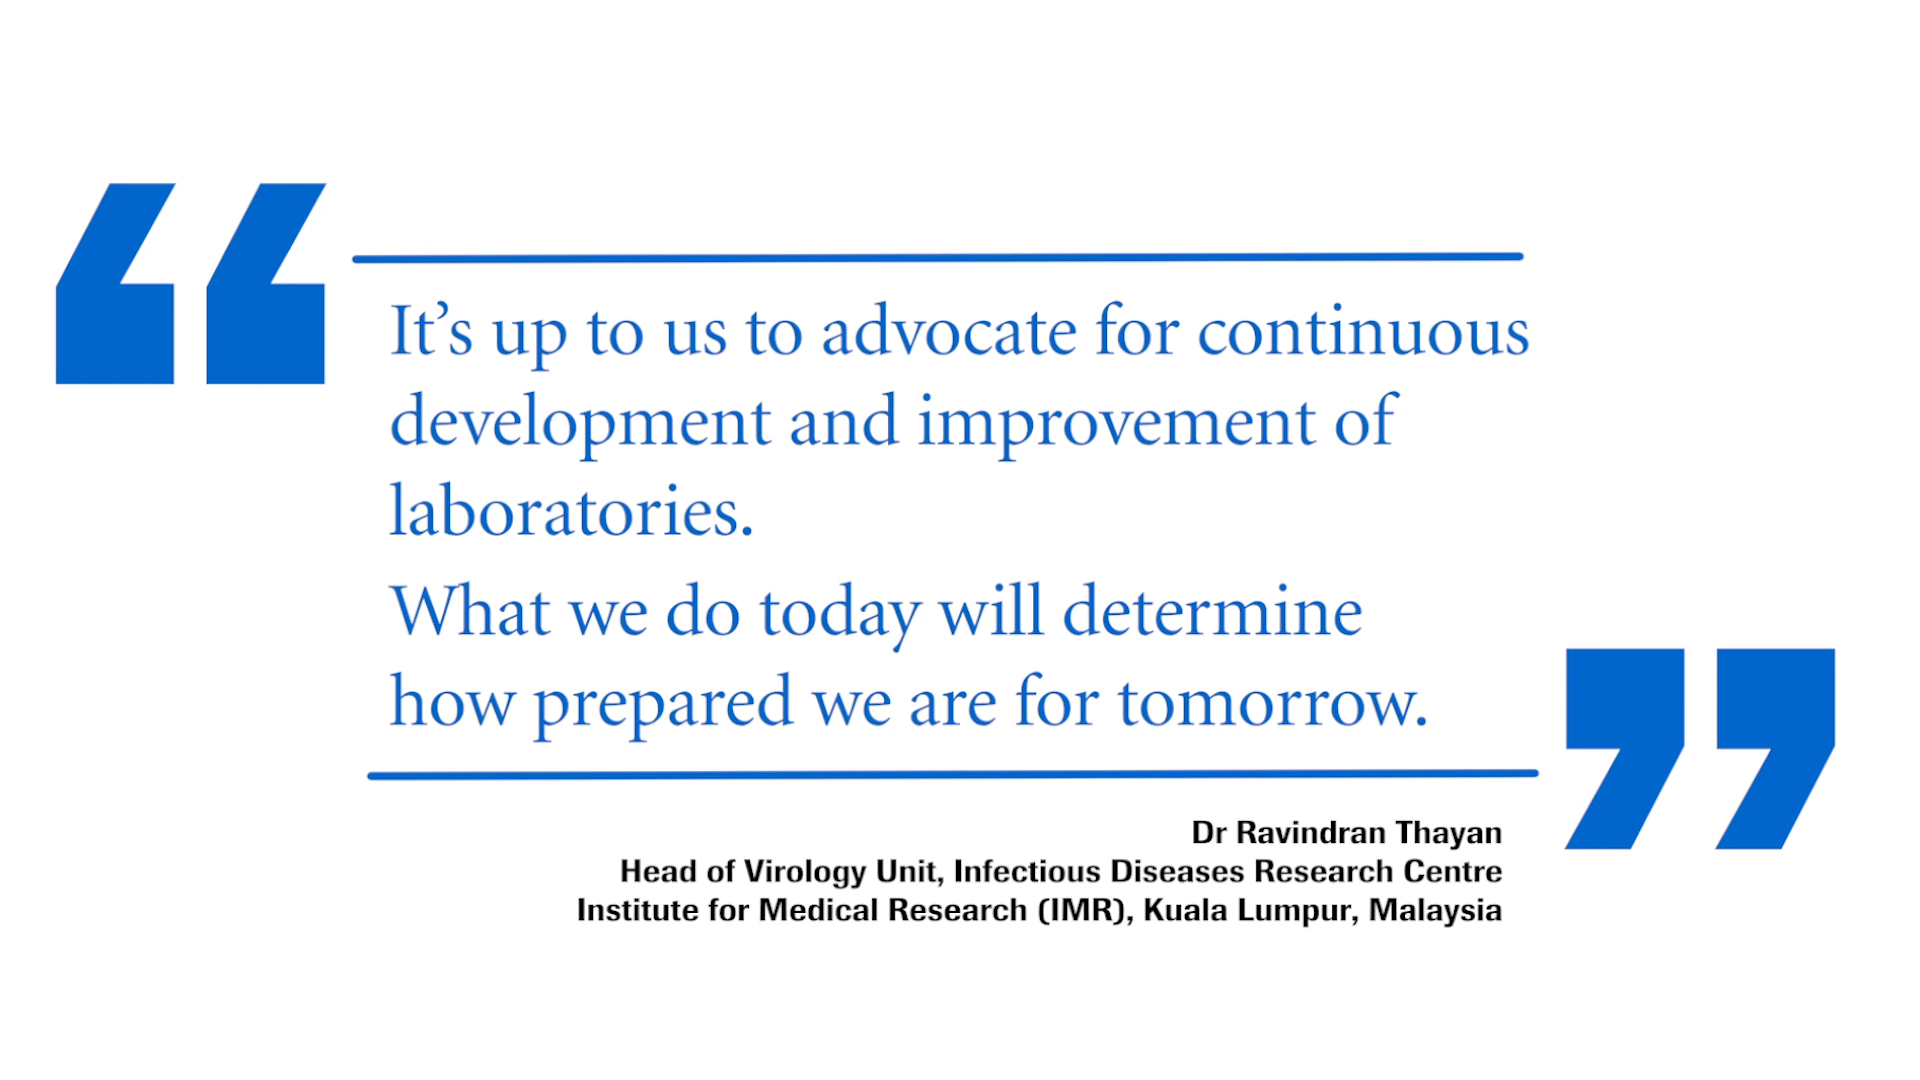 It’s up to us to advocate for continuous
development and improvement of
laboratories.
What we do today will determine
how prepared we are for tomorrow.
Dr Ravindran Thayan
Head of Virology Unit, Infectious Diseases Research Centre
Institute for Medical Research (IMR), Kuala Lumpur, Malaysia